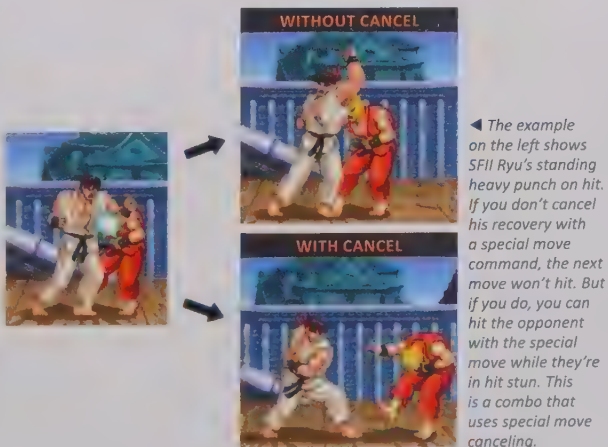 WITHOUT CANCEL
WITH CANCEL
◀ The example
on the left shows
SFII Ryu's standing
heavy punch on hit.
If you don't cancel
his recovery with
a special move
command, the next
move won't hit. But
if you do, you can
hit the opponent
with the special
move while they're
in hit stun. This
is a combo that
uses special move
canceling.